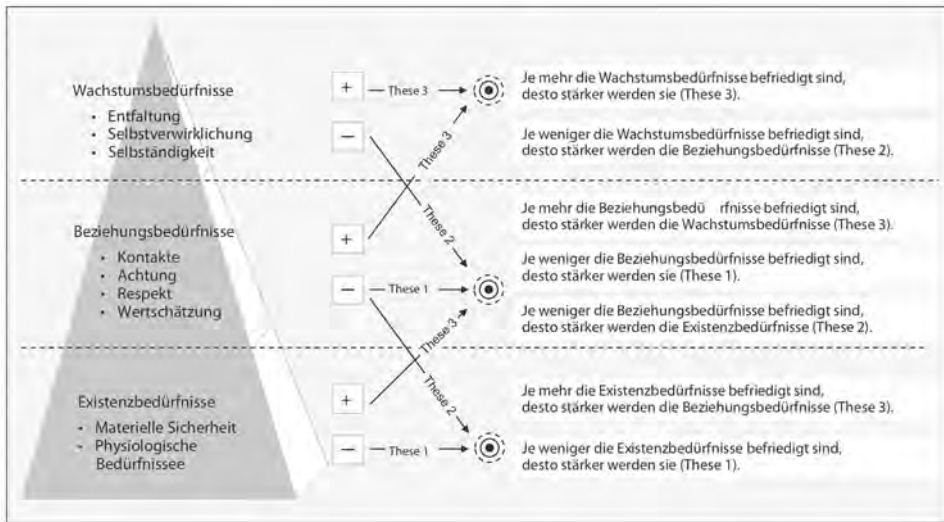 Wachstumsbedürfnisse
• Entfaltung
• Selbstverwirklichung
• Selbständigkeit
+
These 3
−
These 3
These 2
Je mehr die Wachstumsbedürfnisse befriedigt sind,
desto stärker werden sie (These 3).
Je weniger die Wachstumsbedürfnisse befriedigt sind,
desto stärker werden die Beziehungsbedürfnisse (These 2).
Beziehungsbedürfnisse
• Kontakte
• Achtung
• Respekt
• Wertschätzung
+
−
These 1
These 3
These 2
Je mehr die Beziehungsbedü rfnisse befriedigt sind,
desto stärker werden die Wachstumsbedürfnisse (These 3).
Je weniger die Beziehungsbedürfnisse befriedigt sind,
desto stärker werden sie (These 1).
Je weniger die Beziehungsbedürfnisse befriedigt sind,
desto stärker werden die Existenzbedürfnisse (These 2).
Existenzbedürfnisse
• Materielle Sicherheit
- Physiologische
Bedürfnissee
+
−
These 1
Je mehr die Existenzbedürfnisse befriedigt sind,
desto stärker werden die Beziehungsbedürfnisse (These 3).
Je weniger die Existenzbedürfnisse befriedigt sind,
desto stärker werden sie (These 1).